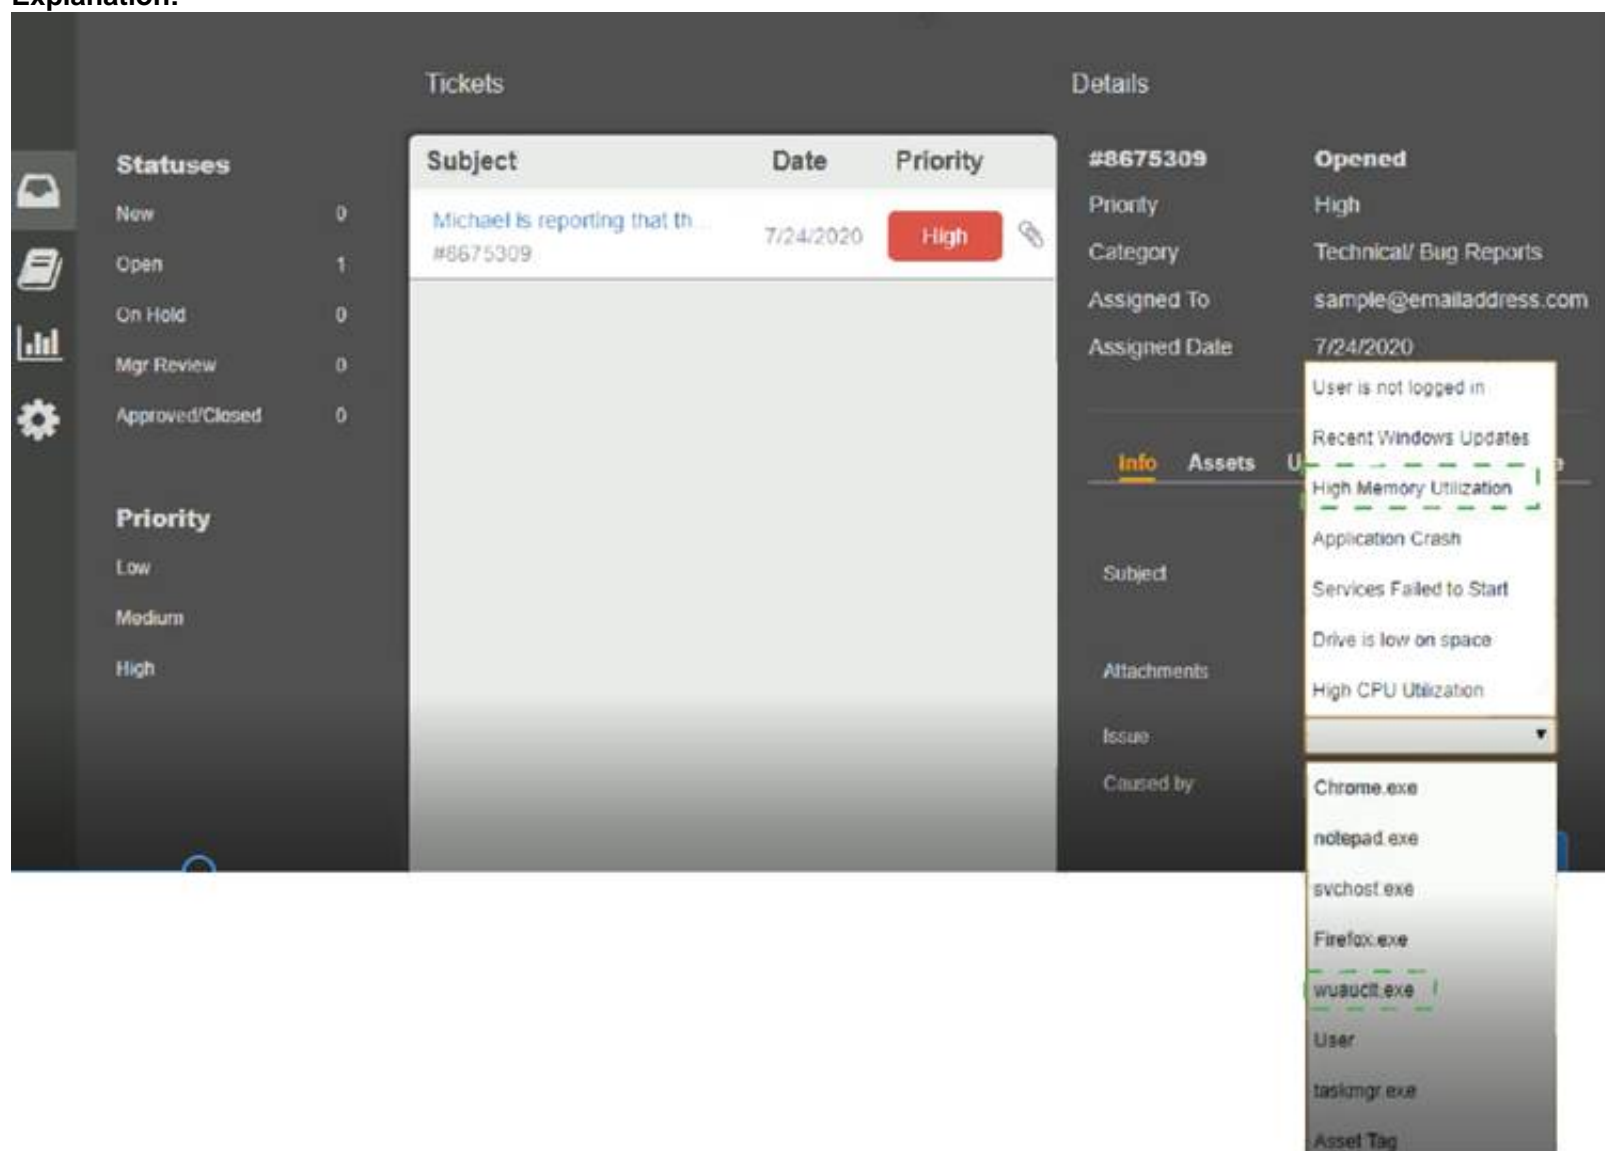 Explanation:
Tickets
Details
Statuses
New 0
Open 1
On Hold 0
Mgr Review 0
Approved/Closed 0
Priority
Low
Medium
High
Subject Date Priority
Michael is reporting that th...
#8675309
7/24/2020
High
#8675309 Opened
Priority High
Category Technical/ Bug Reports
Assigned To sample@emailaddress.com
Assigned Date 7/24/2020
Info Assets U
e
Subject
Attachments
Issue
Caused by
User is not logged in
Recent Windows Updates
High Memory Utilization
Application Crash
Services Failed to Start
Drive is low on space
High CPU Utilization
Chrome.exe
notepad.exe
svchost.exe
Firefox.exe
wuauclt.exe
User
taskmgr.exe
Asset Tag